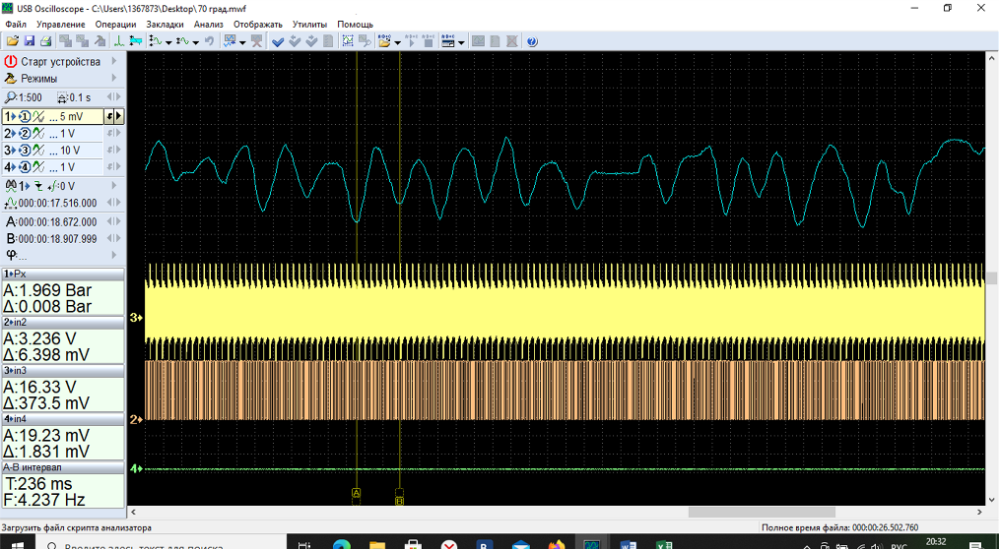 USB Oscilloscope - C:\Users\1367873\Desktop\70 град.mwf
Файл Управление Операции Закладки Анализ Отображать Утилиты Помощь
Старт устройства
Режимы
1:500 0.1 s
1 1 ... 5 mV
2 2 ... 1 V
3 3 ... 10 V
4 4 ... 1 V
1 :0 V
000:00:17.516.000
A:000:00:18.672.000
B:000:00:18.907.999
φ:...
1 Px
A:1.969 Bar
Δ:0.008 Bar
2 in2
A:3.236 V
Δ:6.398 mV
3 in3
A:16.33 V
Δ:373.5 mV
4 in4
A:19.23 mV
Δ:1.831 mV
A-B интервал
T:236 ms
F:4.237 Hz
3
2
4
A
B
Загрузить файл скрипта анализатора
Полное время файла: 000:00:26.502.760
Введите здесь текст для поиска
РУС
20:32